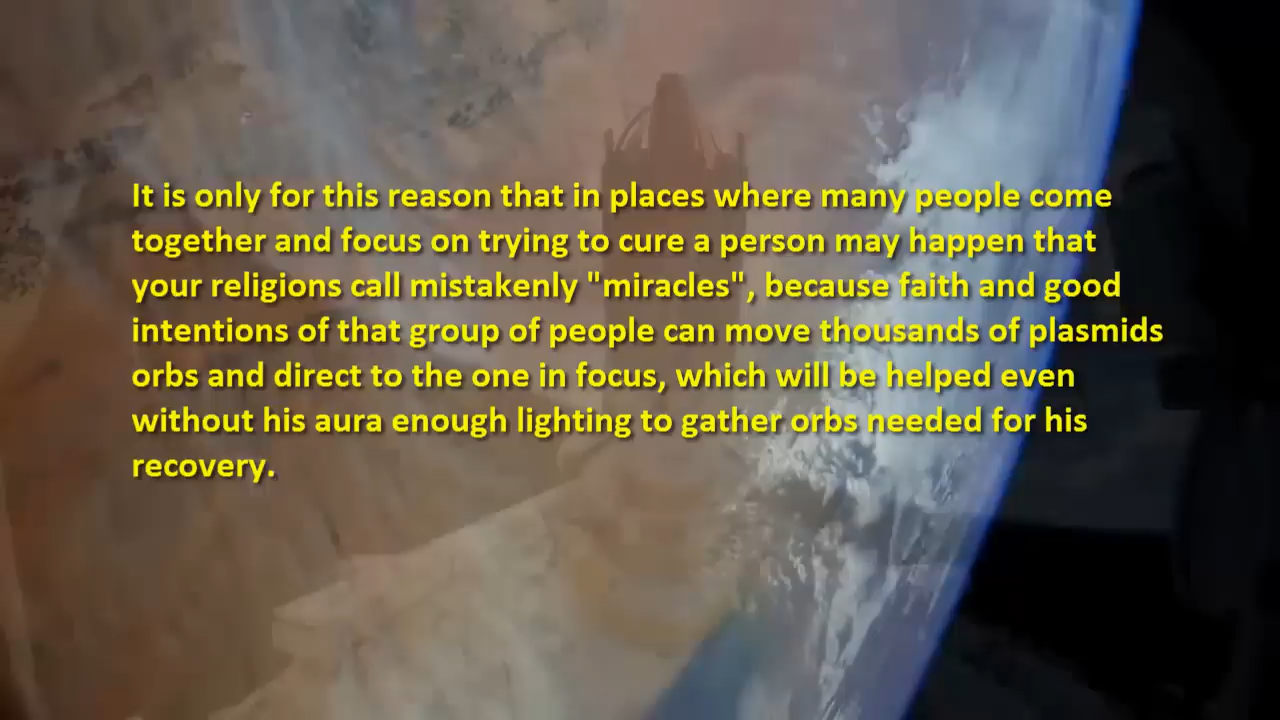 It is only for this reason that in places where many people come
together and focus on trying to cure a person may happen that
your religions call mistakenly "miracles", because faith and good
intentions of that group of people can move thousands of plasmids
orbs and direct to the one in focus, which will be helped even
without his aura enough lighting to gather orbs needed for his
recovery.